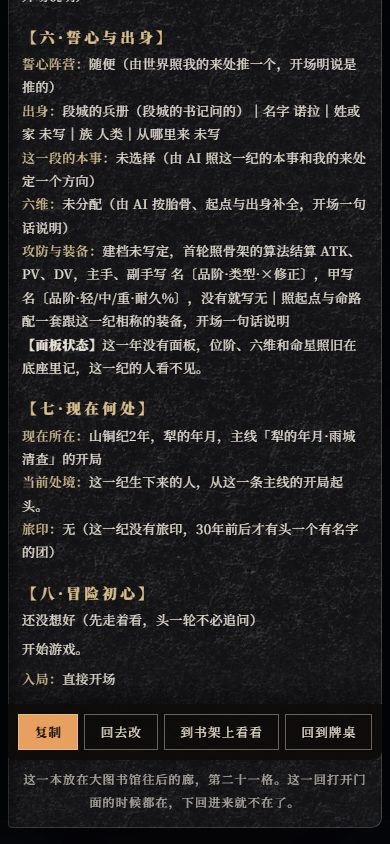 【六·誓心与出身】
誓心阵营：随便（由世界照我的来处推一个，开场明说是
推的）
出身：段城的兵册（段城的书记问的）｜名字 诺拉｜姓或
家 未写｜族 人类｜从哪里来 未写
这一段的本事：未选择（由 AI 照这一纪的本事和我的来处
定一个方向）
六维：未分配（由 AI 按胎骨、起点与出身补全，开场一句
话说明）
攻防与装备：建档未写定，首轮照骨架的算法结算 ATK、
PV、DV，主手、副手写 名〔品阶·类型·×修正〕，甲写
名〔品阶·轻/中/重·耐久%〕，没有就写无｜照起点与命路
配一套跟这一纪相称的装备，开场一句话说明
【面板状态】这一年没有面板，位阶、六维和命星照旧在
底座里记，这一纪的人看不见。
【七·现在何处】
现在所在：山铜纪2年，犁的年月，主线「犁的年月·雨城
清查」的开局
当前处境：这一纪生下来的人，从这一条主线的开局起
头。
旅印：无（这一纪没有旅印，30年前后才有头一个有名字
的团）
【八·冒险初心】
还没想好（先走着看，头一轮不必追问）
开始游戏。
入局：直接开场
复制
回去改
到书架上看看
回到牌桌
这一本放在大图书馆往后的廊，第二十一格。这一回打开门
面的时候都在，下回进来就不在了。